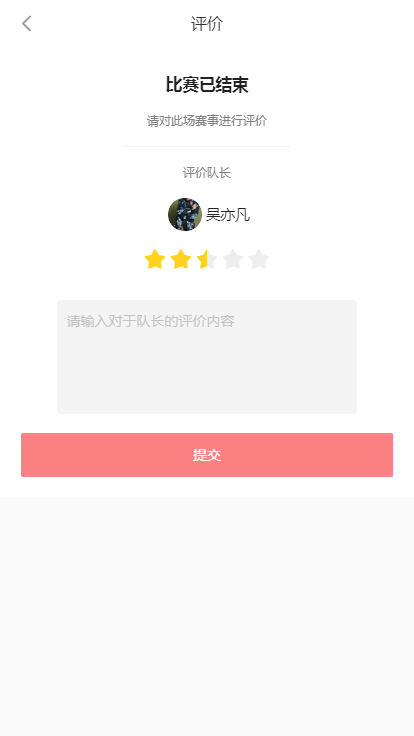 评价
比赛已结束
请对此场赛事进行评价
评价队长
吴亦凡
请输入对于队长的评价内容
提交